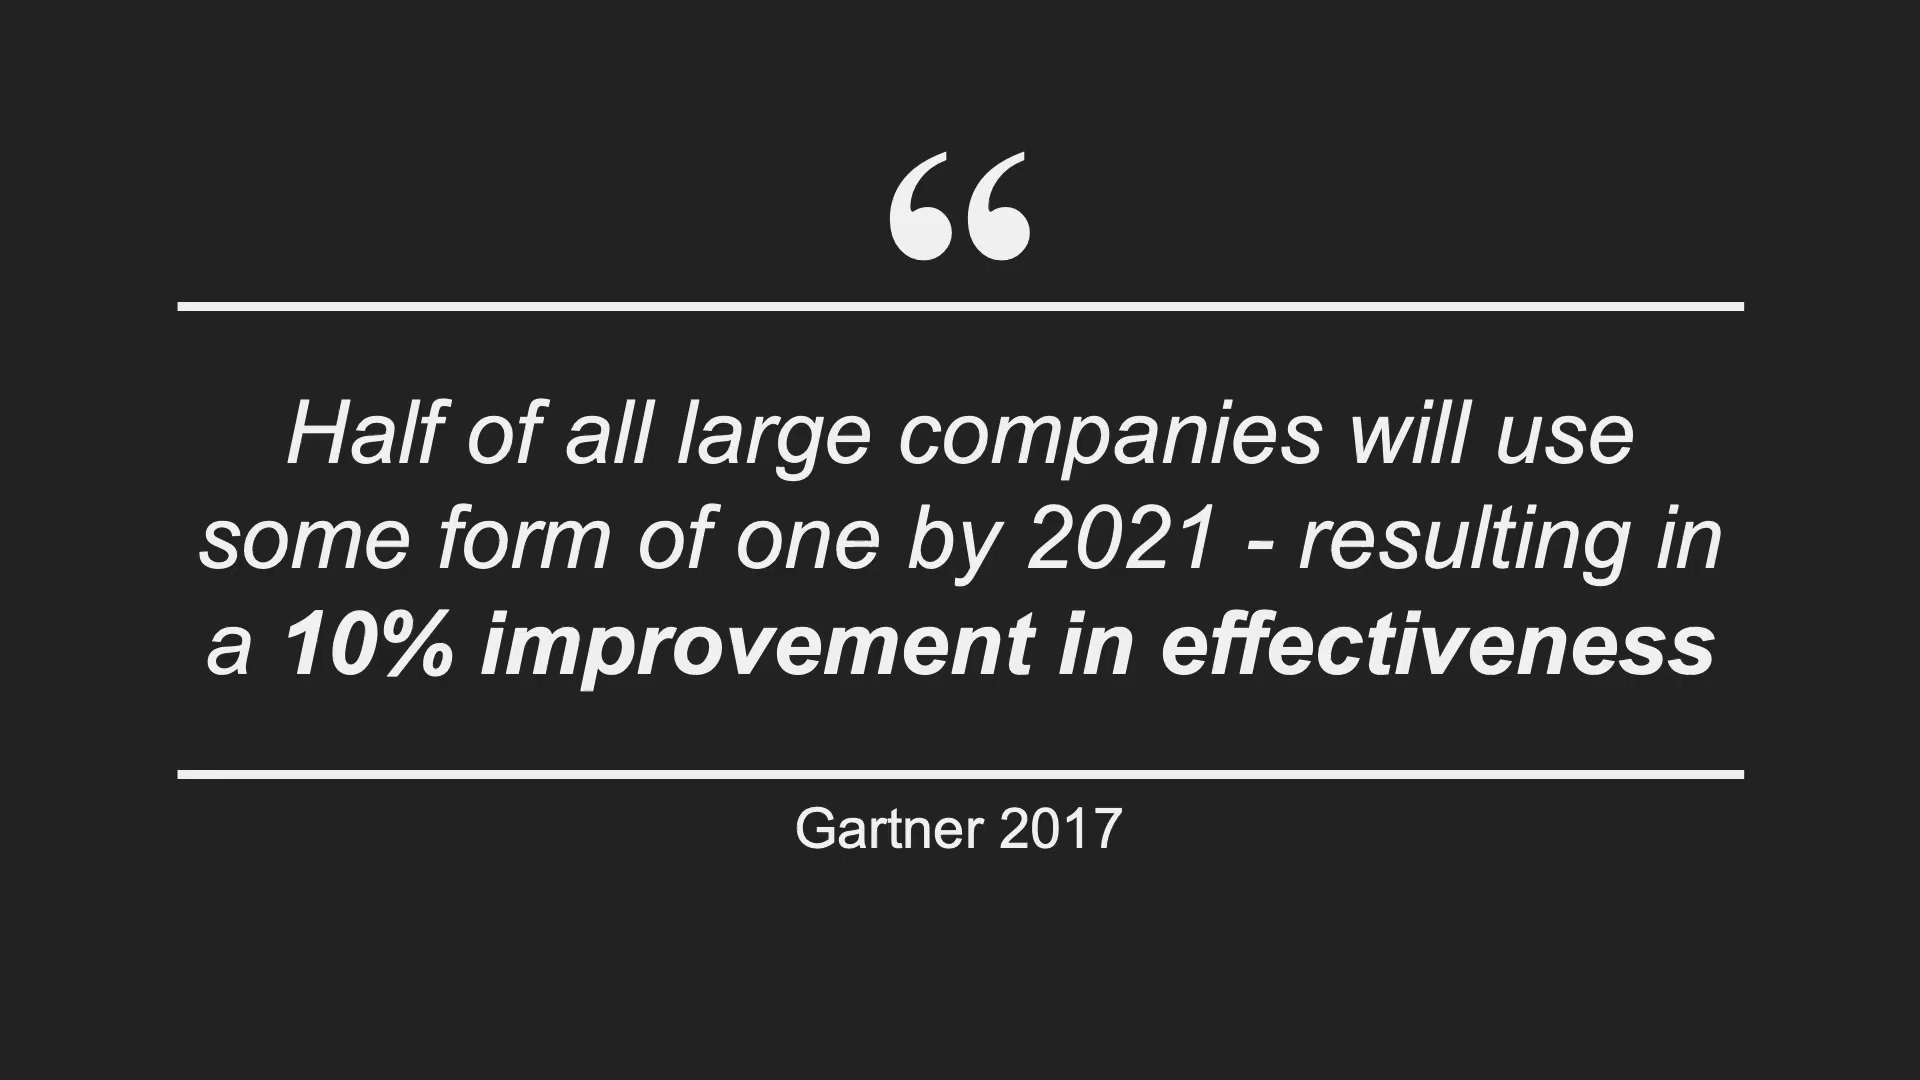 “
Half of all large companies will use
some form of one by 2021 - resulting in
a 10% improvement in effectiveness
Gartner 2017